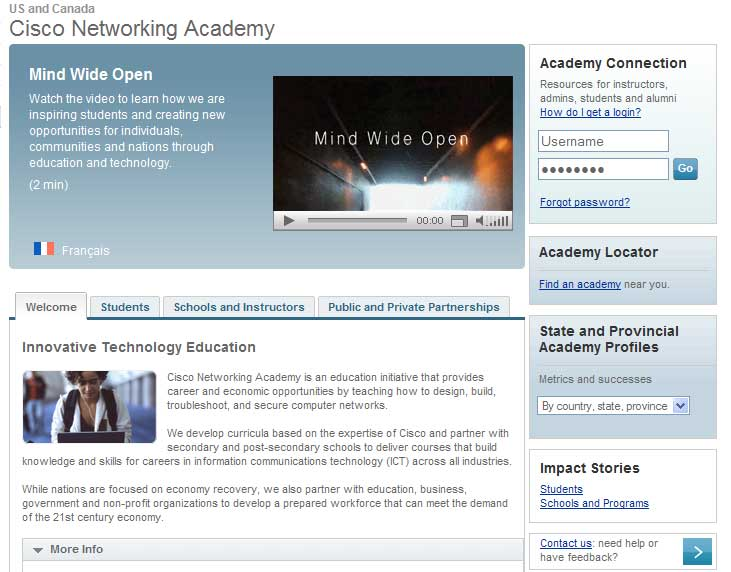 US and Canada
Cisco Networking Academy
Mind Wide Open
Watch the video to learn how we are
inspiring students and creating new
opportunities for individuals,
communities and nations through
education and technology.
(2 min)
Mind Wide Open
00:00
Français
Academy Connection
Resources for instructors,
admins, students and alumni
How do I get a login?
Username
●●●●●●●●
Go
Forgot password?
Academy Locator
Find an academy near you.
State and Provincial
Academy Profiles
Metrics and successes
By country, state, province
Impact Stories
Students
Schools and Programs
Contact us: need help or
have feedback?
Welcome
Students
Schools and Instructors
Public and Private Partnerships
Innovative Technology Education
Cisco Networking Academy is an education initiative that provides
career and economic opportunities by teaching how to design, build,
troubleshoot, and secure computer networks.
We develop curricula based on the expertise of Cisco and partner with
secondary and post-secondary schools to deliver courses that build
knowledge and skills for careers in information communications technology (ICT) across all industries.
While nations are focused on economy recovery, we also partner with education, business,
government and non-profit organizations to develop a prepared workforce that can meet the demand
of the 21st century economy.
More Info